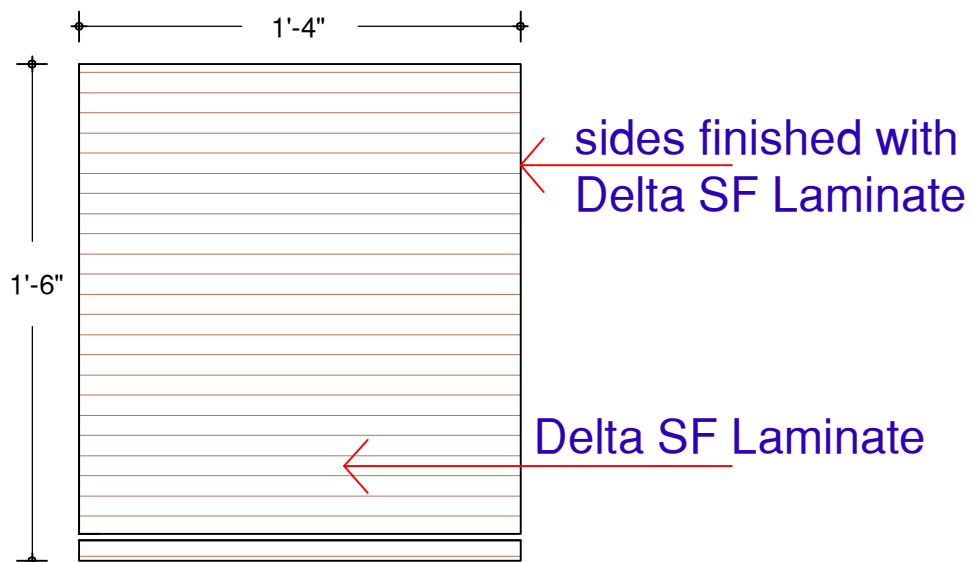 1'-4"
sides finished with
Delta SF Laminate
1'-6"
Delta SF Laminate